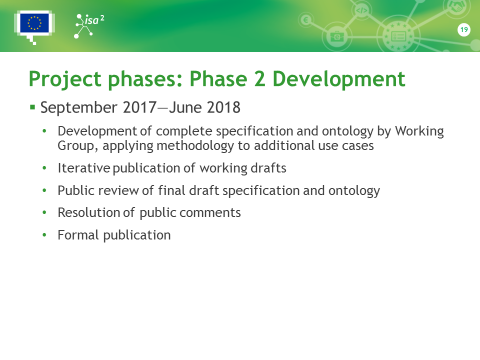 isa²
19
Project phases: Phase 2 Development
▪ September 2017—June 2018
• Development of complete specification and ontology by Working
Group, applying methodology to additional use cases
• Iterative publication of working drafts
• Public review of final draft specification and ontology
• Resolution of public comments
• Formal publication